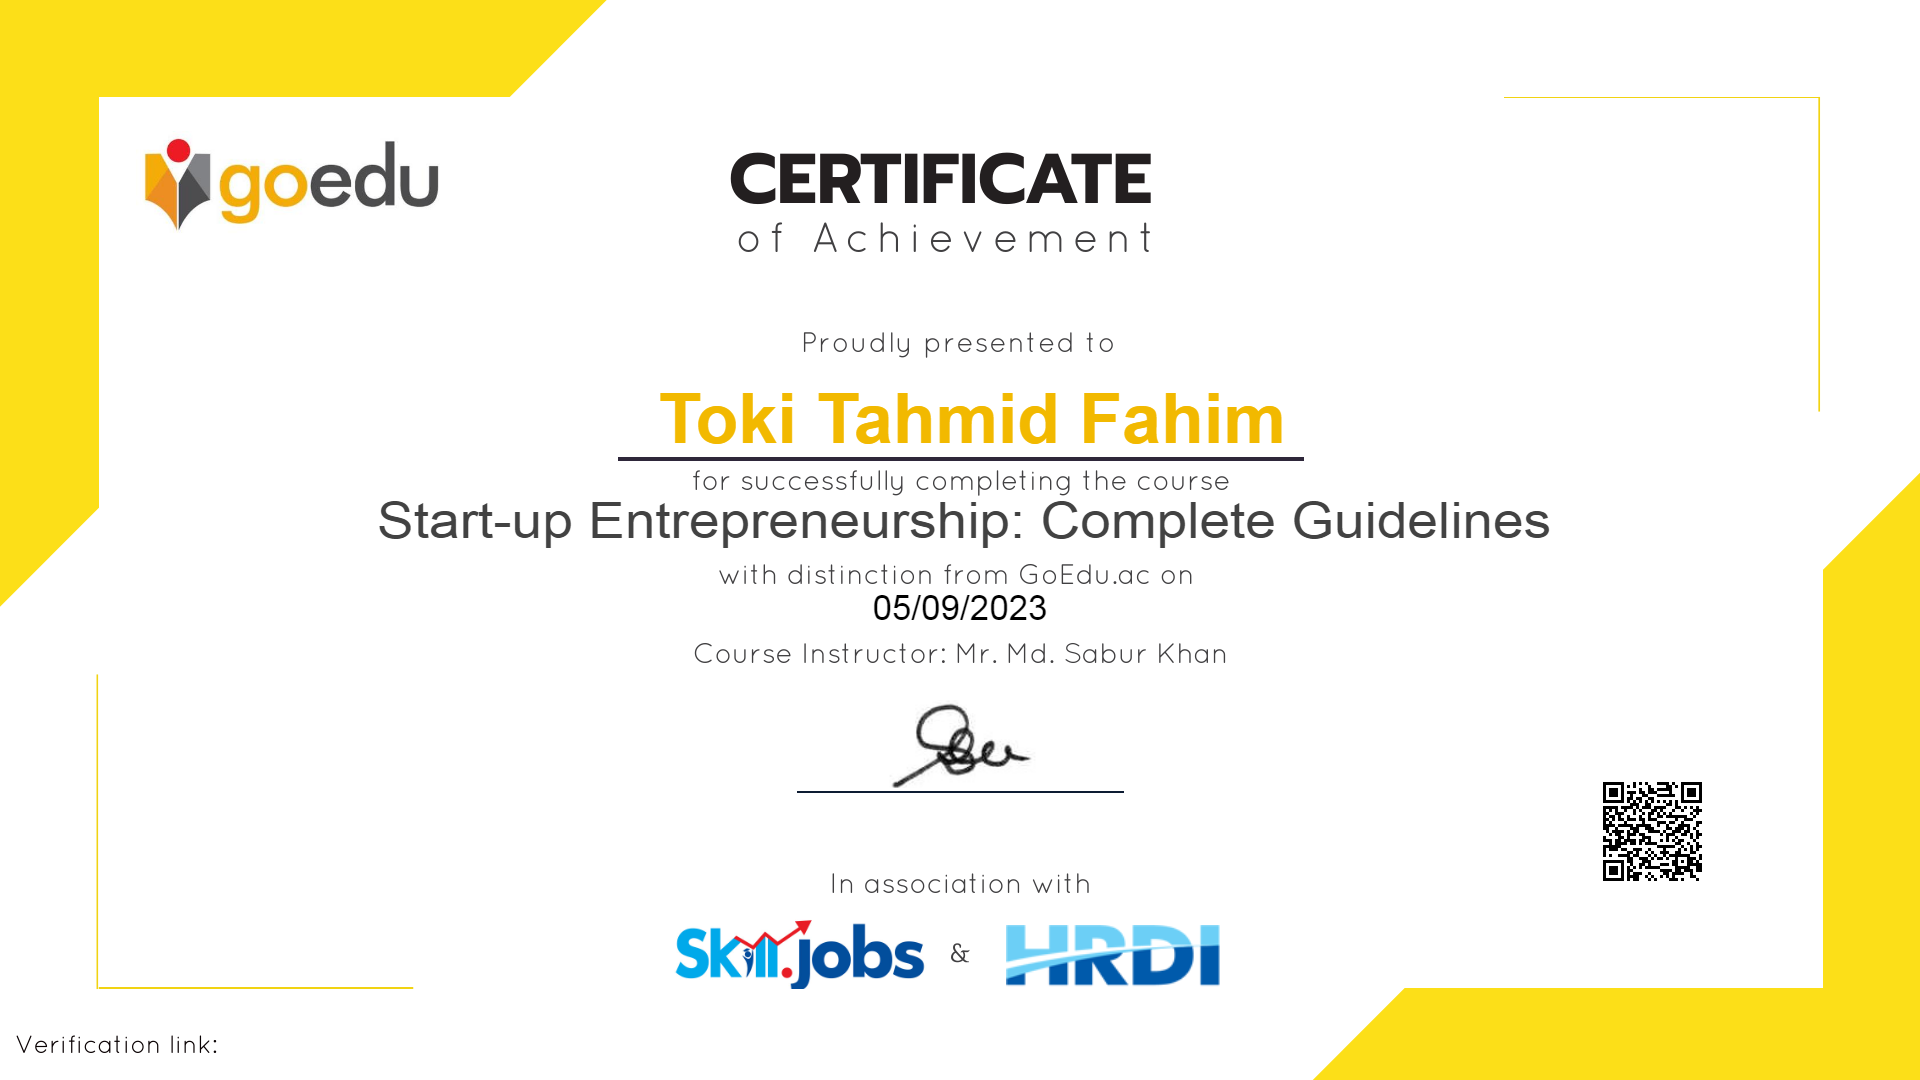 goedu
CERTIFICATE
of Achievement
Proudly presented to
Toki Tahmid Fahim
for successfully completing the course
Start-up Entrepreneurship: Complete Guidelines
with distinction from GoEdu.ac on
05/09/2023
Course Instructor: Mr. Md. Sabur Khan
In association with
Skill.jobs & HRDI
Verification link: